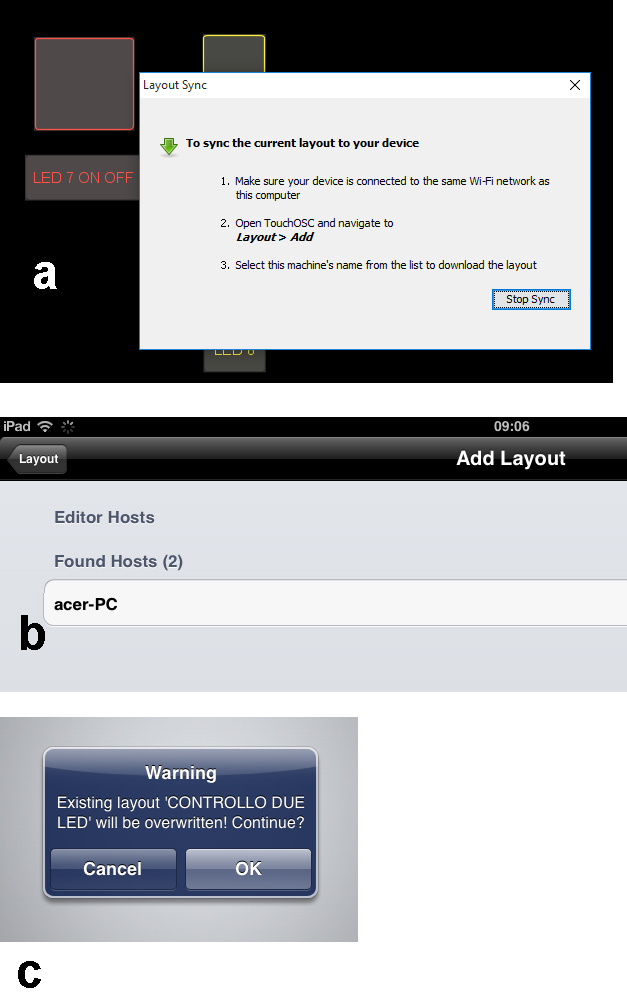 Layout Sync
To sync the current layout to your device
1. Make sure your device is connected to the same Wi-Fi network as
this computer
2. Open TouchOSC and navigate to
Layout > Add
3. Select this machine's name from the list to download the layout
Stop Sync
LED 7 ON OFF
a
iPad 09:06
Layout Add Layout
Editor Hosts
Found Hosts (2)
acer-PC
b
Warning
Existing layout 'CONTROLLO DUE
LED' will be overwritten! Continue?
Cancel OK
c